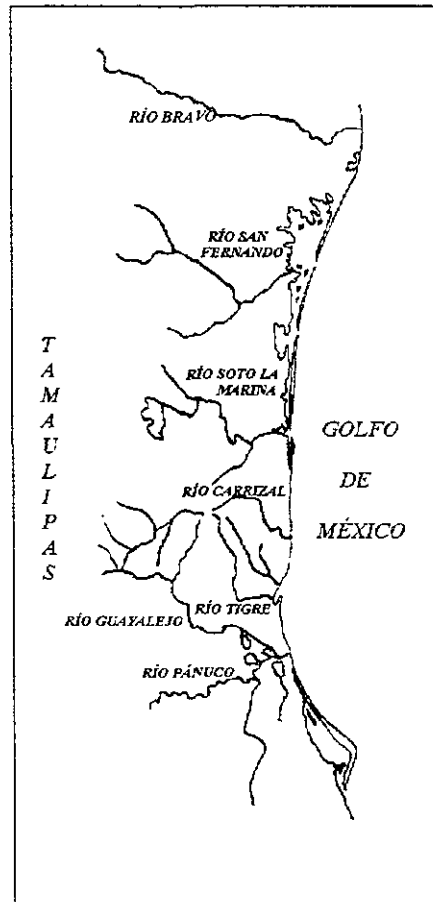 RÍO BRAVO
RÍO SAN
FERNANDO
RÍO SOTO LA
MARINA
TAMAULIPAS
GOLFO
DE
MÉXICO
RÍO CARRIZAL
RÍO TIGRE
RÍO GUAYALEJO
RÍO PÁNUCO